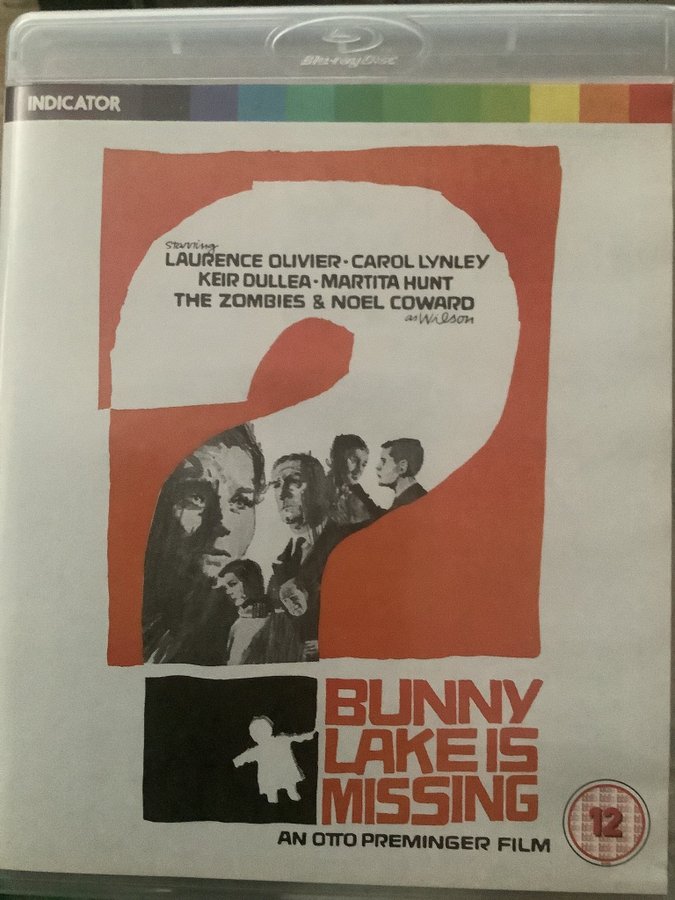 Blu-ray Disc
INDICATOR
starring
LAURENCE OLIVIER · CAROL LYNLEY
KEIR DULLEA · MARTITA HUNT
THE ZOMBIES & NOEL COWARD
as Wilson
BUNNY
LAKE IS
MISSING
AN OTTO PREMINGER FILM
12